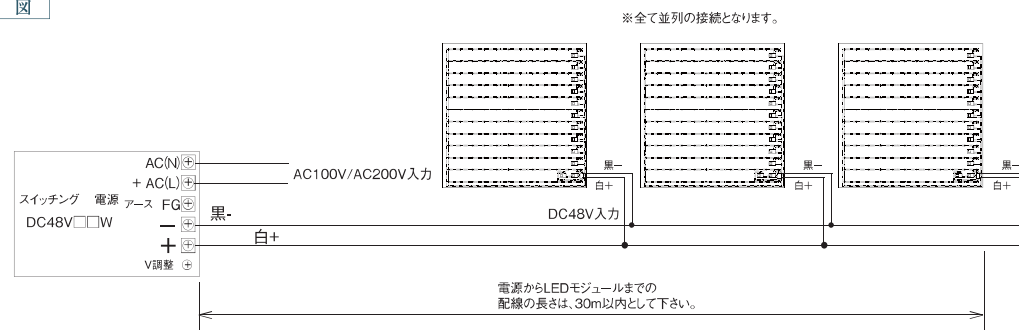 図
※全て並列の接続となります。
AC(N)
+ AC(L)
AC100V/AC200V入力
スイッチング 電源
アース FG
DC48V□□W
−
+
V調整
黒-
白+
DC48V入力
黒-
白+
黒-
白+
黒-
白+
電源からLEDモジュールまでの
配線の長さは、30m以内として下さい。